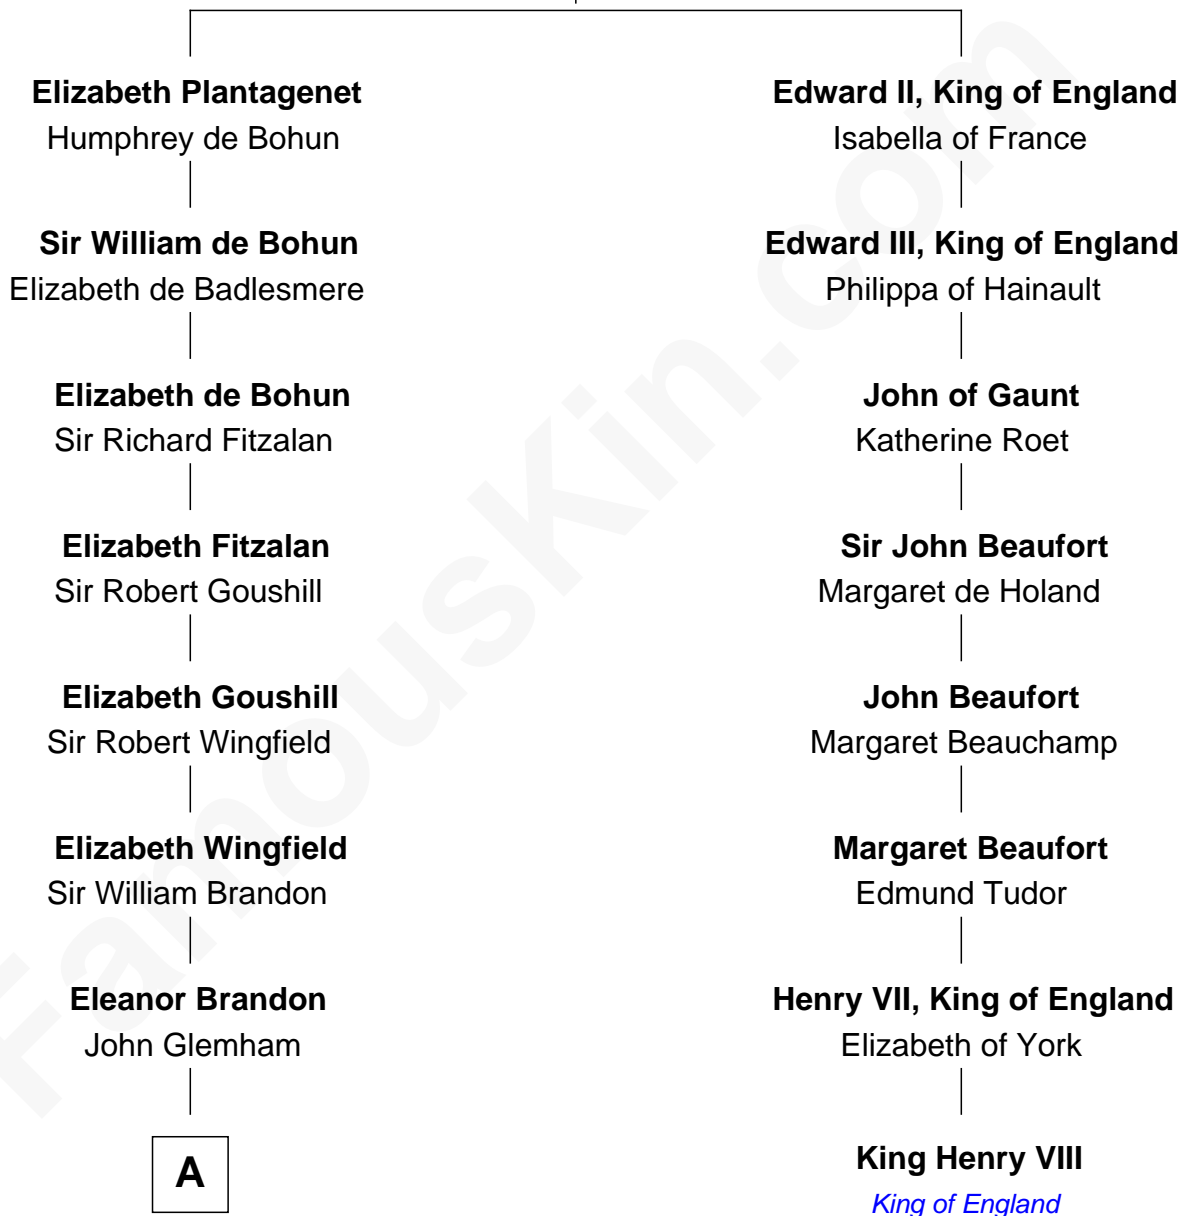 Elizabeth Plantagenet
Humphrey de Bohun
Sir William de Bohun
Elizabeth de Badlesmere
Elizabeth de Bohun
Sir Richard Fitzalan
Elizabeth Fitzalan
Sir Robert Goushill
Elizabeth Goushill
Sir Robert Wingfield
Elizabeth Wingfield
Sir William Brandon
Eleanor Brandon
John Glemham
A
Edward II, King of England
Isabella of France
Edward III, King of England
Philippa of Hainault
John of Gaunt
Katherine Roet
Sir John Beaufort
Margaret de Holand
John Beaufort
Margaret Beauchamp
Margaret Beaufort
Edmund Tudor
Henry VII, King of England
Elizabeth of York
King Henry VIII
King of England
FamousKin.com